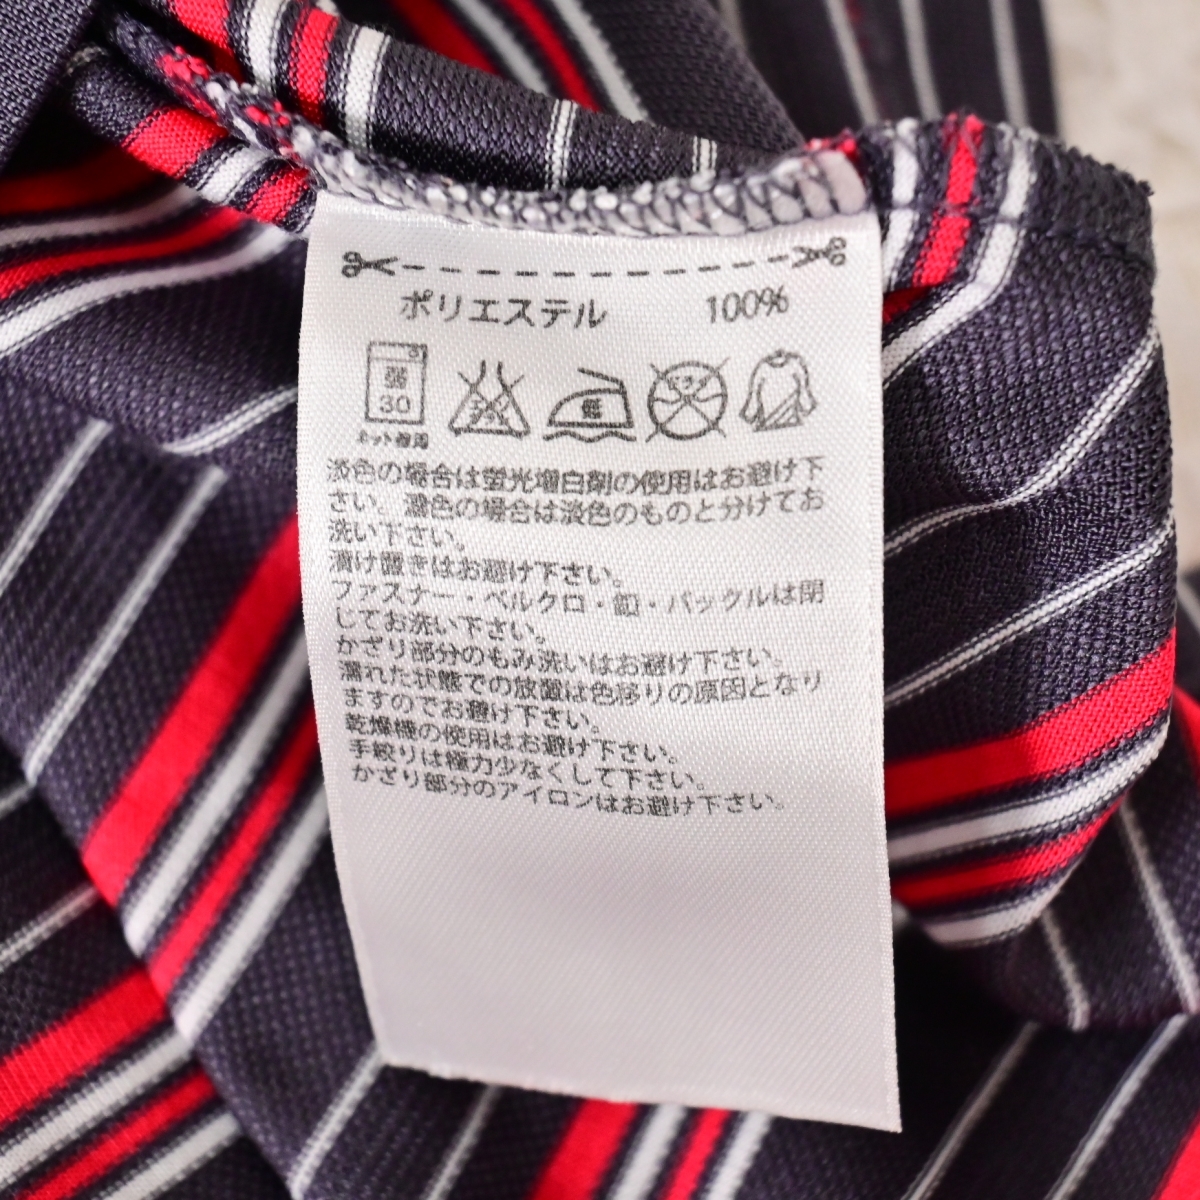 ポリエステル 100%
弱
30
ネット使用
低
淡色の場合は蛍光増白剤の使用はお避け下
さい。濃色の場合は淡色のものと分けてお
洗い下さい。
漬け置きはお避け下さい。
ファスナー・ベルクロ・釦・バックルは閉
してお洗い下さい。
かざり部分のもみ洗いはお避け下さい。
濡れた状態での放置は色移りの原因となり
ますのでお避け下さい。
乾燥機の使用はお避け下さい。
手絞りは極力少なくして下さい。
かざり部分のアイロンはお避け下さい。